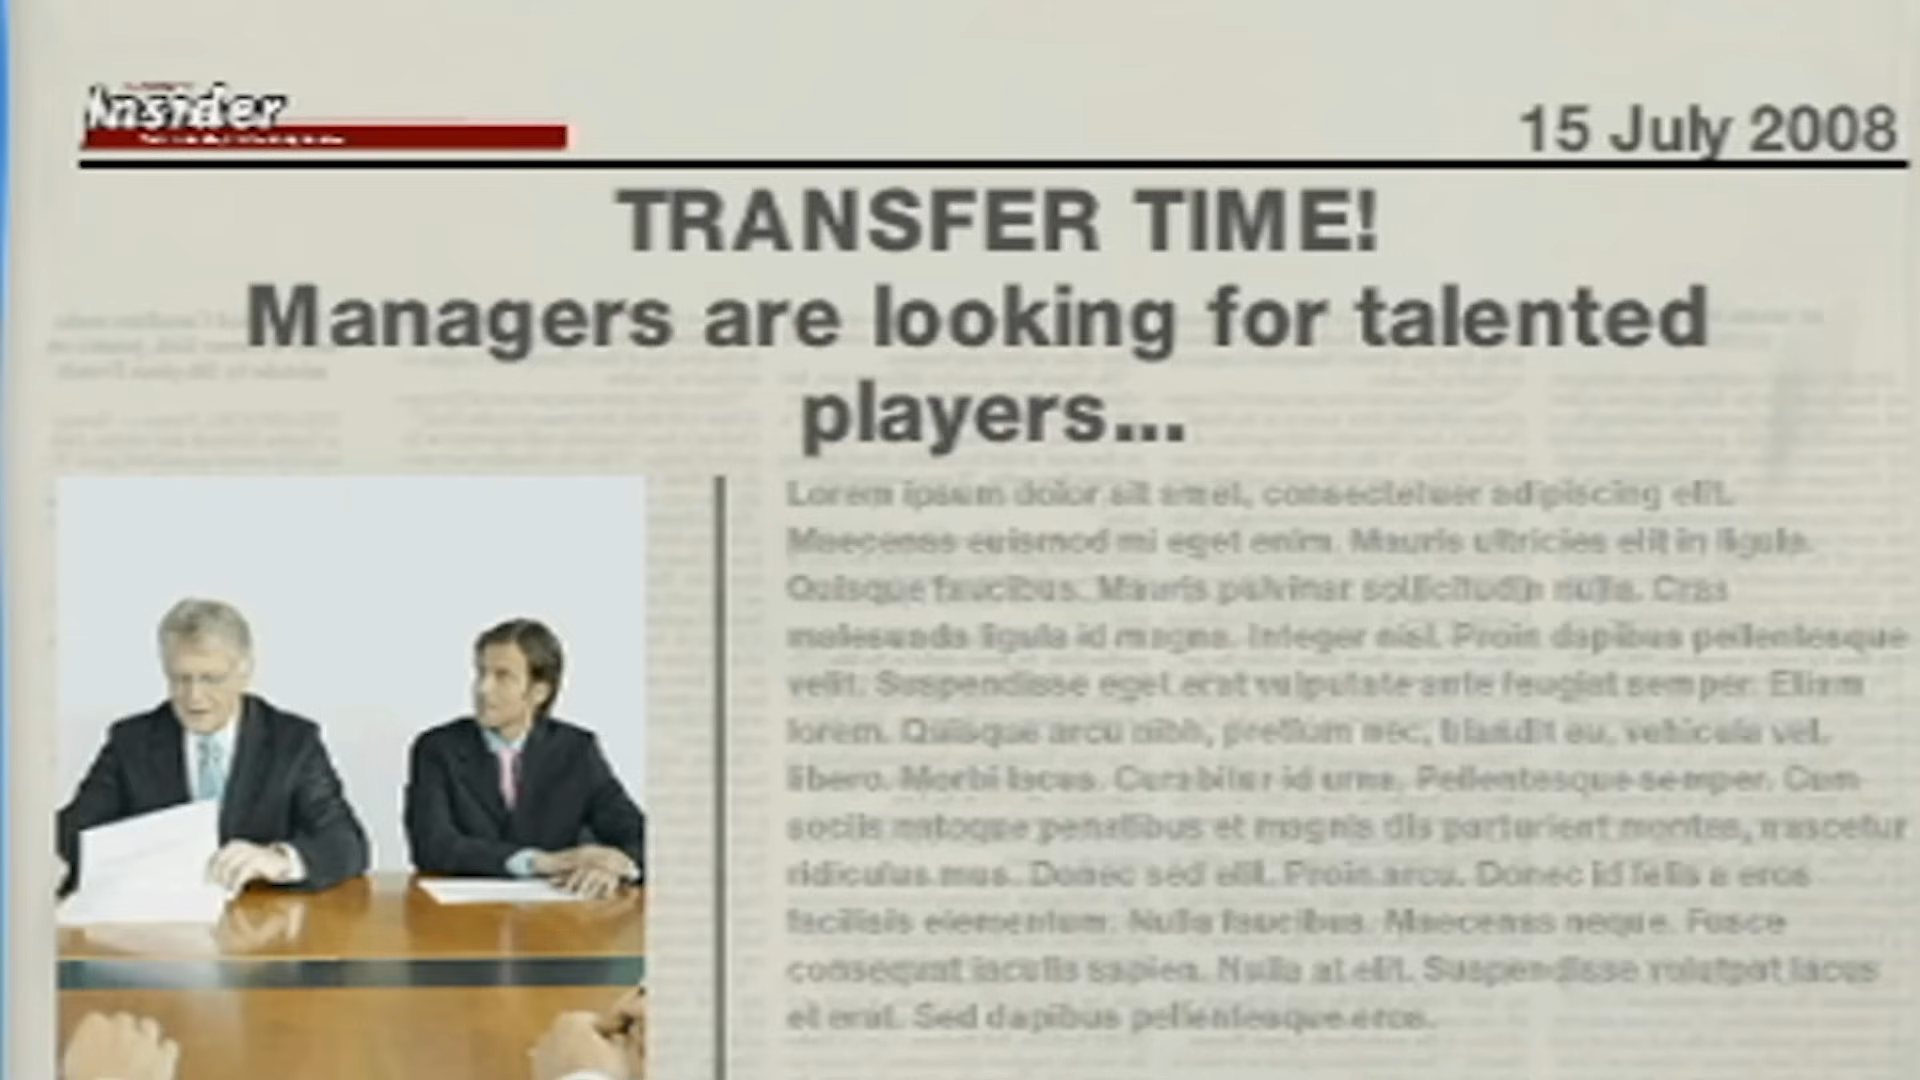 Insider
15 July 2008
TRANSFER TIME!
Managers are looking for talented
players...
Lorem ipsum dolor sit amet, consectetuer adipiscing elit.
Maecenas euismod mi eget enim. Mauris ultricies elit in ligula.
Quisque faucibus. Mauris pulvinar sollicitudin nulla. Cras
malesuada ligula id magna. Integer nisl. Proin dapibus pellentesque
velit. Suspendisse eget erat vulputate ante feugiat semper. Etiam
lorem. Quisque arcu nibh, pretium nec, blandit eu, vehicula vel,
libero. Morbi lacus. Curabitur id urna. Pellentesque semper. Cum
sociis natoque penatibus et magnis dis parturient montes, nascetur
ridiculus mus. Donec sed elit. Proin arcu. Donec id felis a eros
facilisis elementum. Nulla faucibus. Maecenas neque. Fusce
consequat iaculis sapien. Nulla at elit. Suspendisse volutpat lacus
et erat. Sed dapibus pellentesque eros.